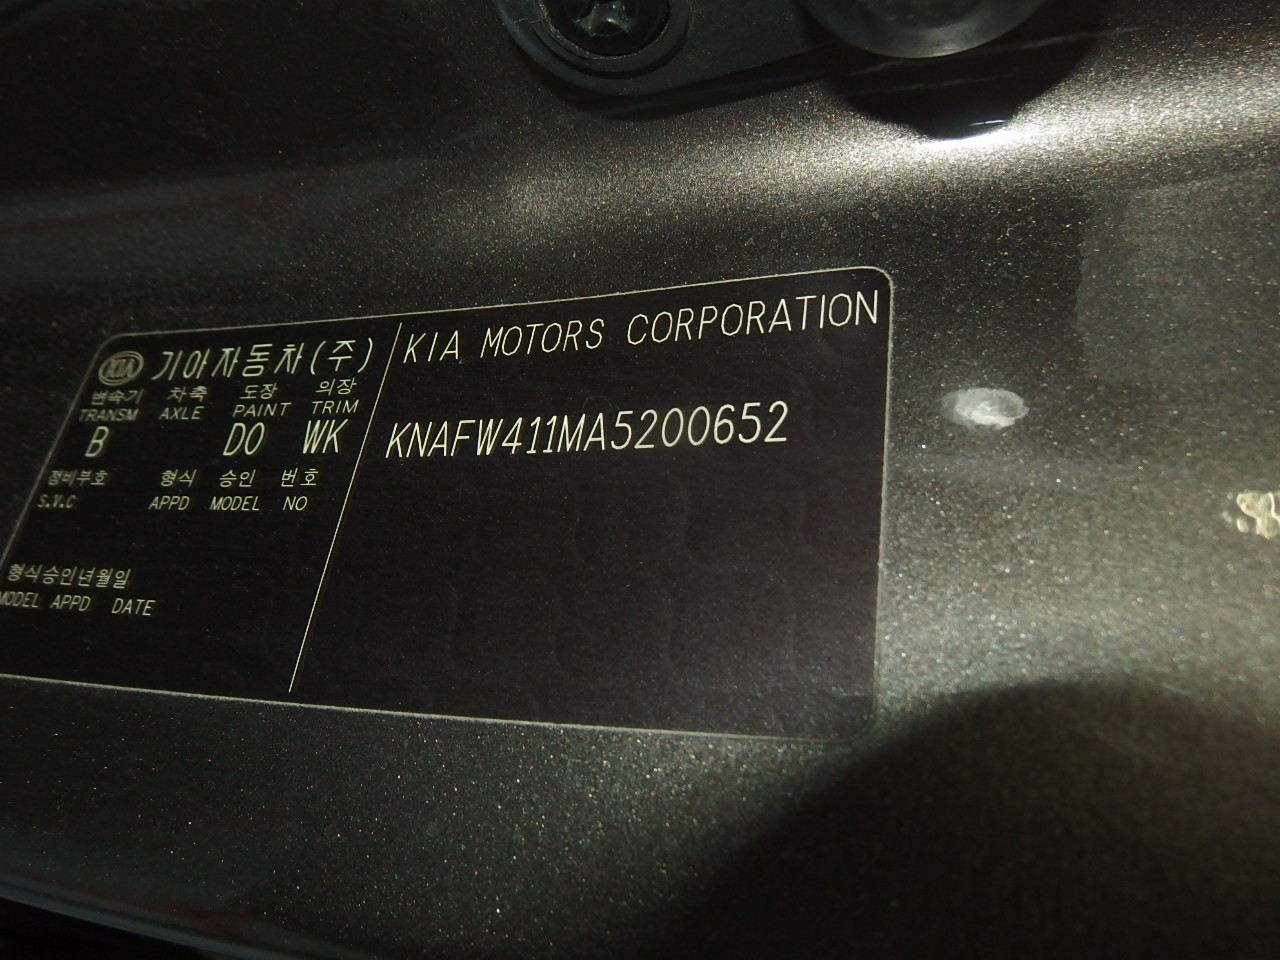 KIA 기아자동차(주)
변속기 차축 도장 의장
TRANSM AXLE PAINT TRIM
B DO WK
정비부호 형식 승인 번호
S.V.C APPD MODEL NO
형식승인년월일
MODEL APPD DATE
KIA MOTORS CORPORATION
KNAFW411MA5200652